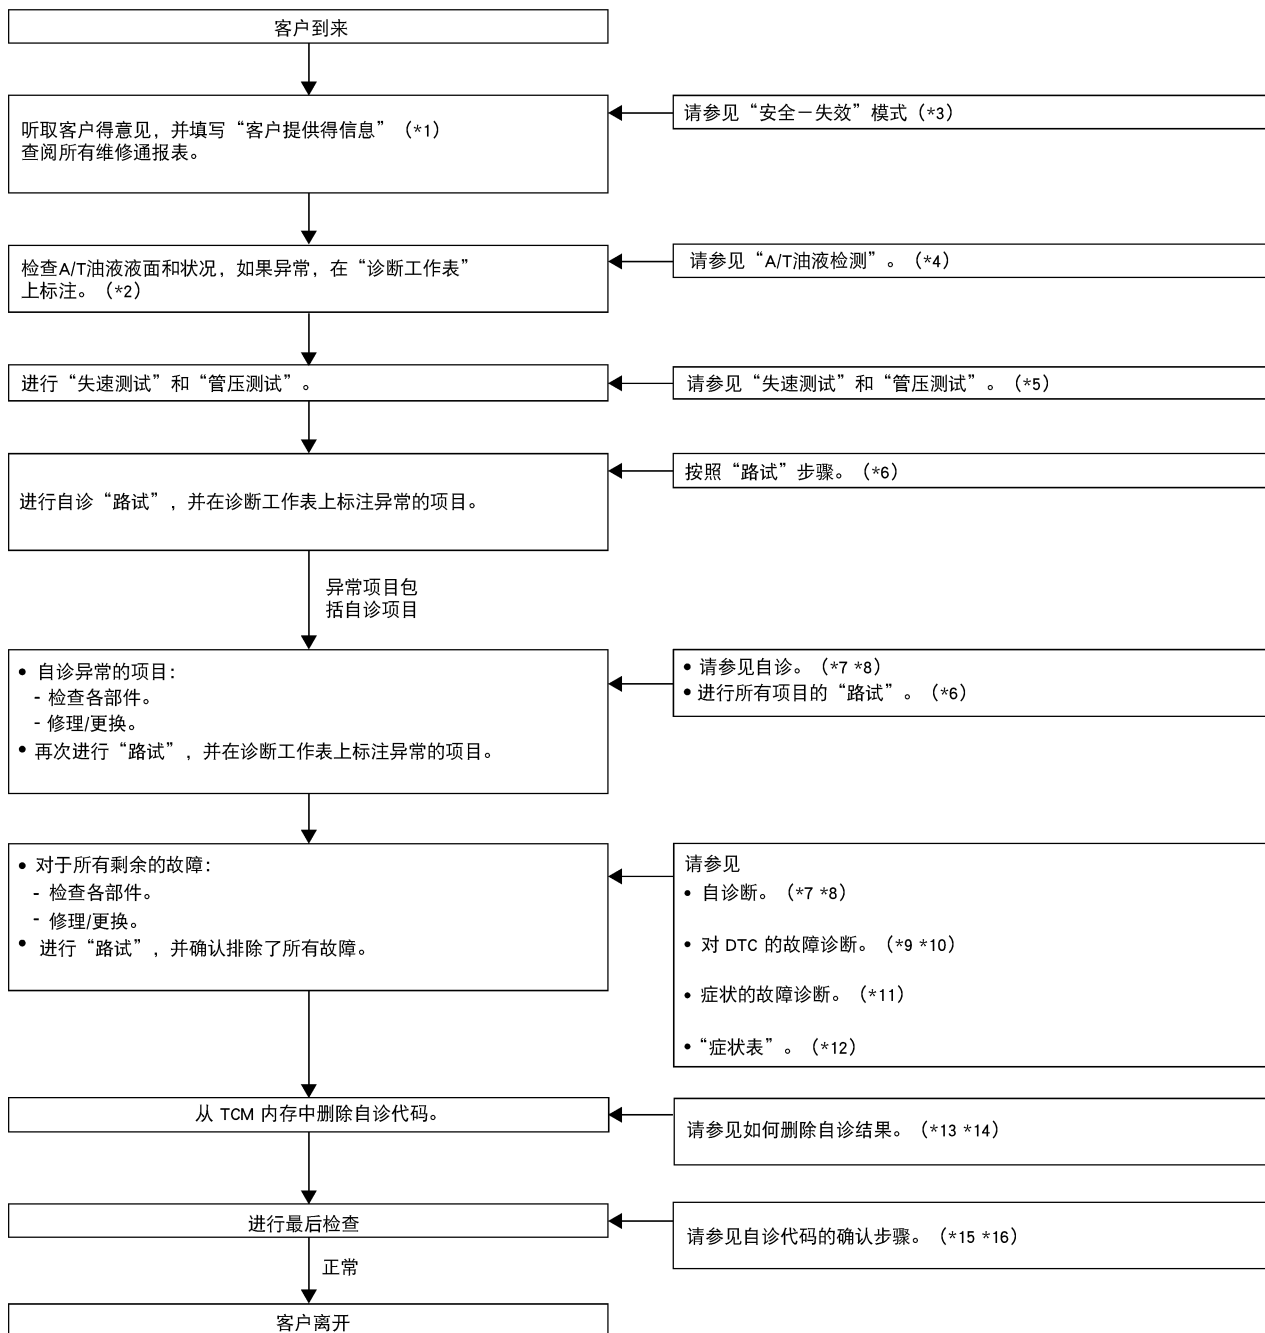 客户到来
听取客户得意见，并填写“客户提供得信息”（*1）
查阅所有维修通报表。
请参见“安全－失效”模式（*3）
检查A/T油液液面和状况，如果异常，在“诊断工作表”
上标注。（*2）
请参见“A/T油液检测”。（*4）
进行“失速测试”和“管压测试”。
请参见“失速测试”和“管压测试”。（*5）
进行自诊“路试”，并在诊断工作表上标注异常的项目。
按照“路试”步骤。（*6）
异常项目包
括自诊项目
• 自诊异常的项目：
- 检查各部件。
- 修理/更换。
• 再次进行“路试”，并在诊断工作表上标注异常的项目。
• 请参见自诊。（*7 *8）
• 进行所有项目的“路试”。（*6）
• 对于所有剩余的故障：
- 检查各部件。
- 修理/更换。
• 进行“路试”，并确认排除了所有故障。
请参见
• 自诊断。（*7 *8）
• 对 DTC 的故障诊断。（*9 *10）
• 症状的故障诊断。（*11）
• “症状表”。（*12）
从 TCM 内存中删除自诊代码。
请参见如何删除自诊结果。（*13 *14）
进行最后检查
请参见自诊代码的确认步骤。（*15 *16）
正常
客户离开